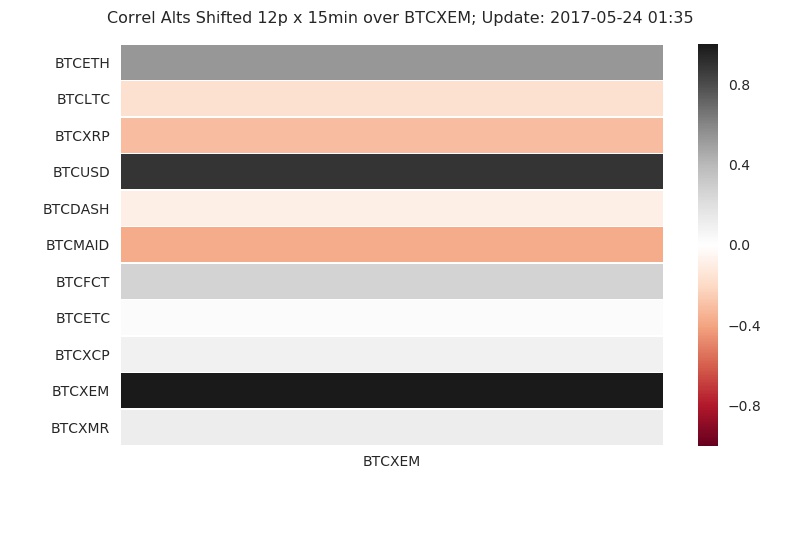 Correl Alts Shifted 12p x 15min over BTCXEM; Update: 2017-05-24 01:35
BTCETH
BTCLTC
BTCXRP
BTCUSD
BTCDASH
BTCMAID
BTCFCT
BTCETC
BTCXCP
BTCXEM
BTCXMR
BTCXEM
0.8
0.4
0.0
−0.4
−0.8